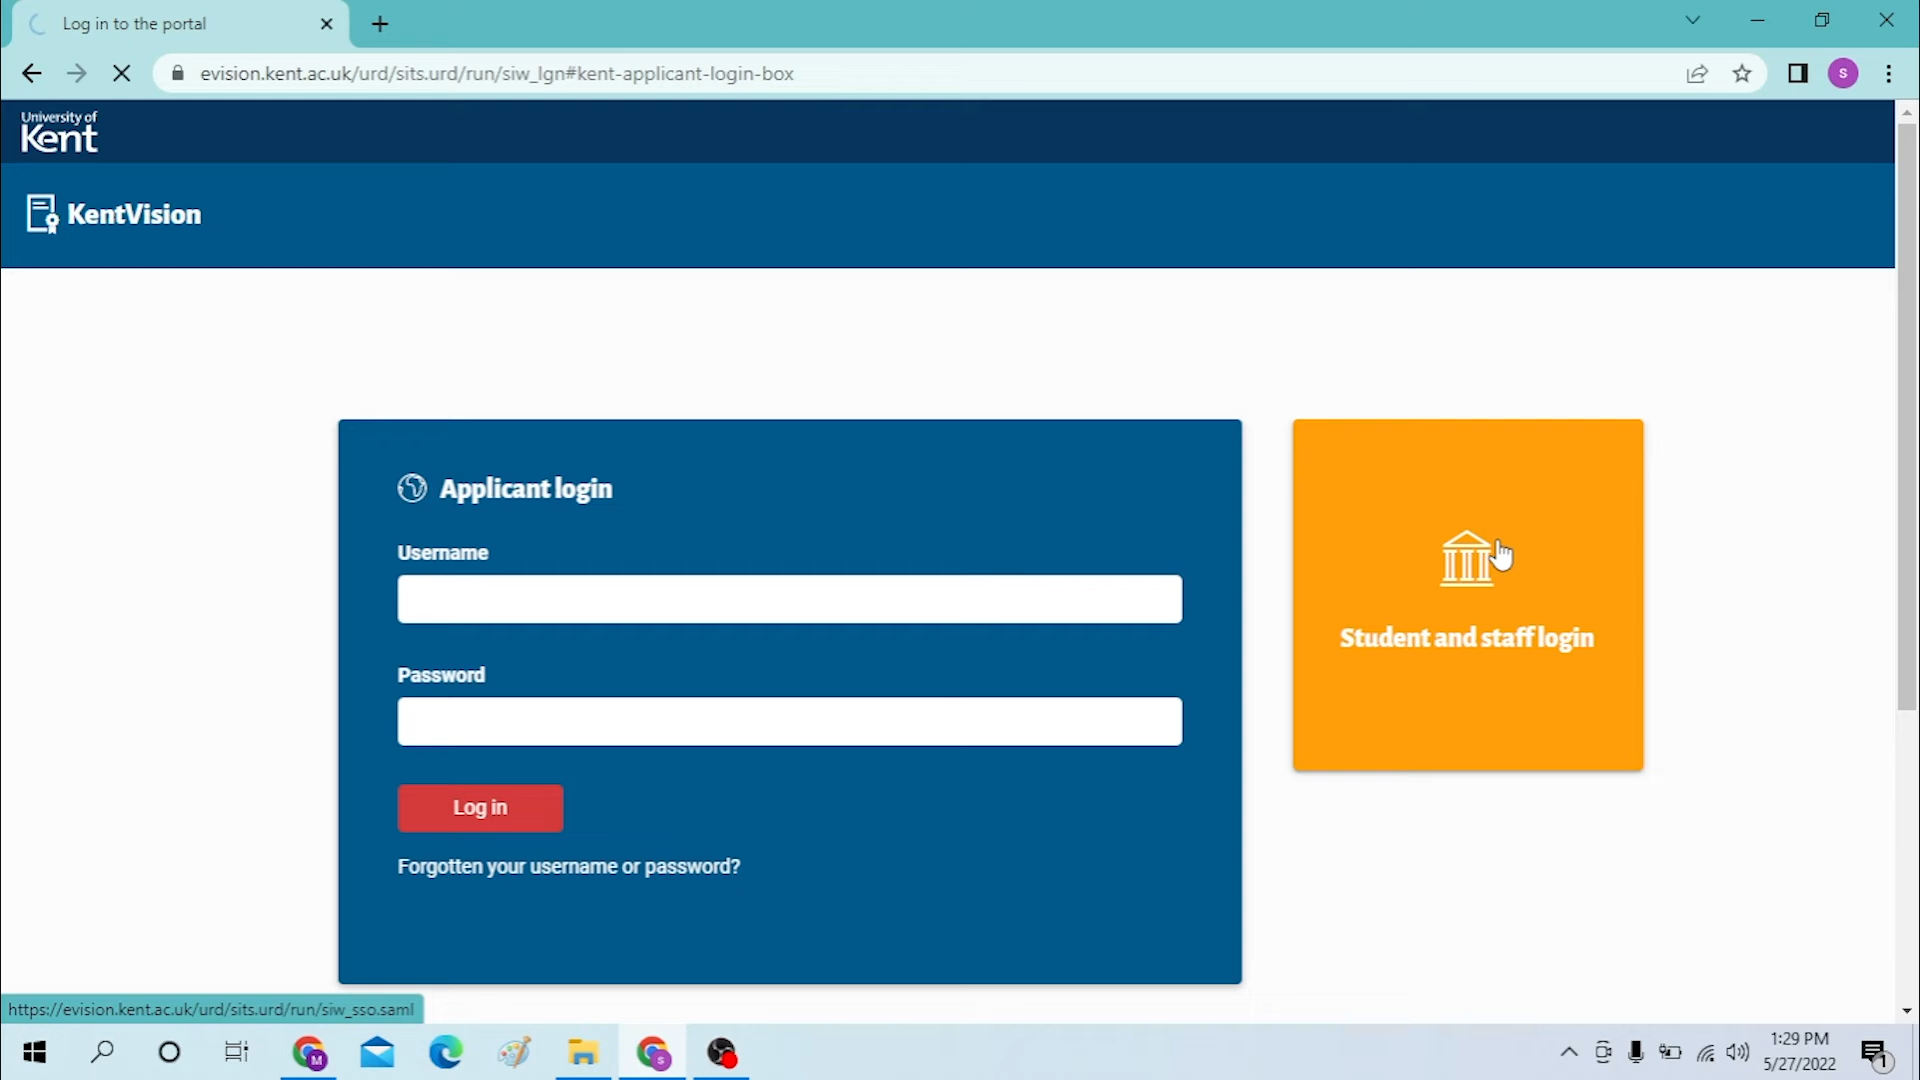 Log in to the portal
evision.kent.ac.uk/urd/sits.urd/run/siw_lgn#kent-applicant-login-box
S
University of
Kent
KentVision
Applicant login
Username
Password
Log in
Forgotten your username or password?
Student and staff login
https://evision.kent.ac.uk/urd/sits.urd/run/siw_sso.saml
M
S
1:29 PM
5/27/2022
1